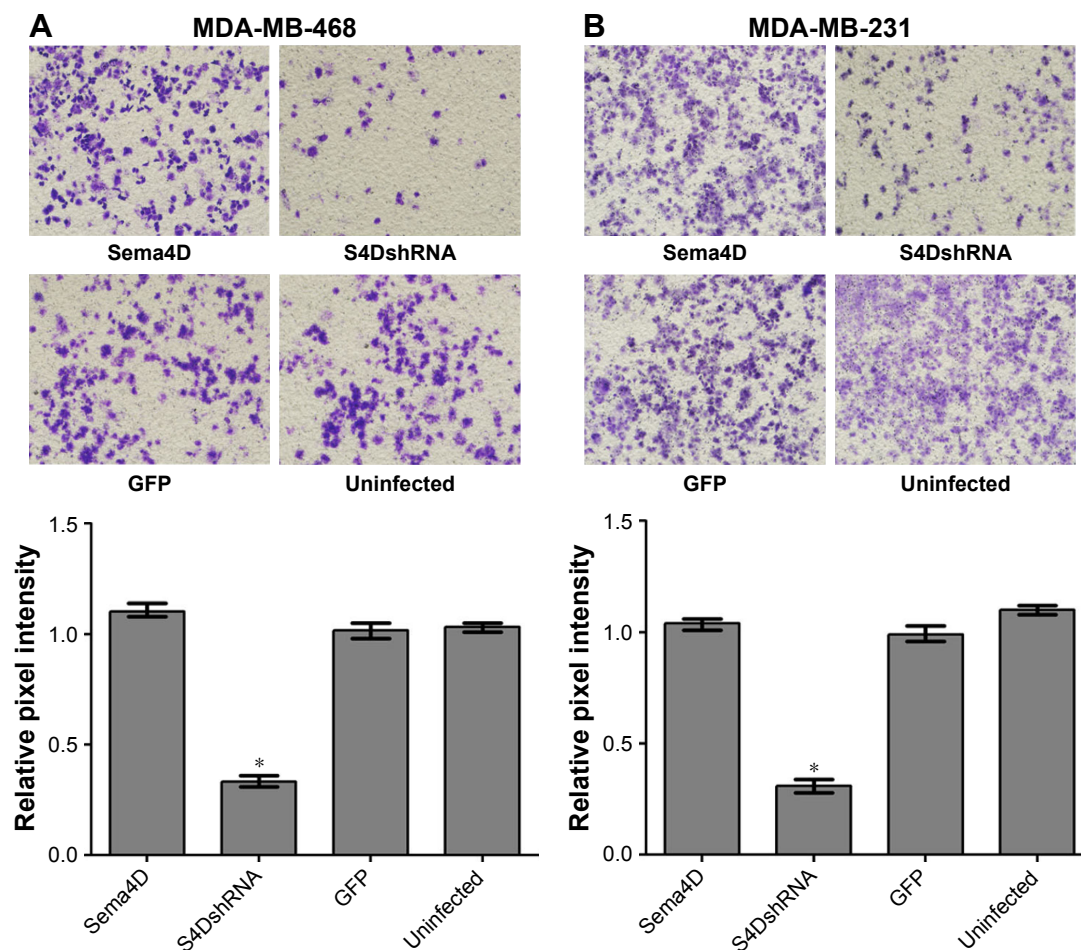 A MDA-MB-468
Sema4D S4DshRNA
GFP Uninfected
Relative pixel intensity
1.5
1.0
0.5
0.0
*
Sema4D S4DshRNA GFP Uninfected
B MDA-MB-231
Sema4D S4DshRNA
GFP Uninfected
Relative pixel intensity
1.5
1.0
0.5
0.0
*
Sema4D S4DshRNA GFP Uninfected